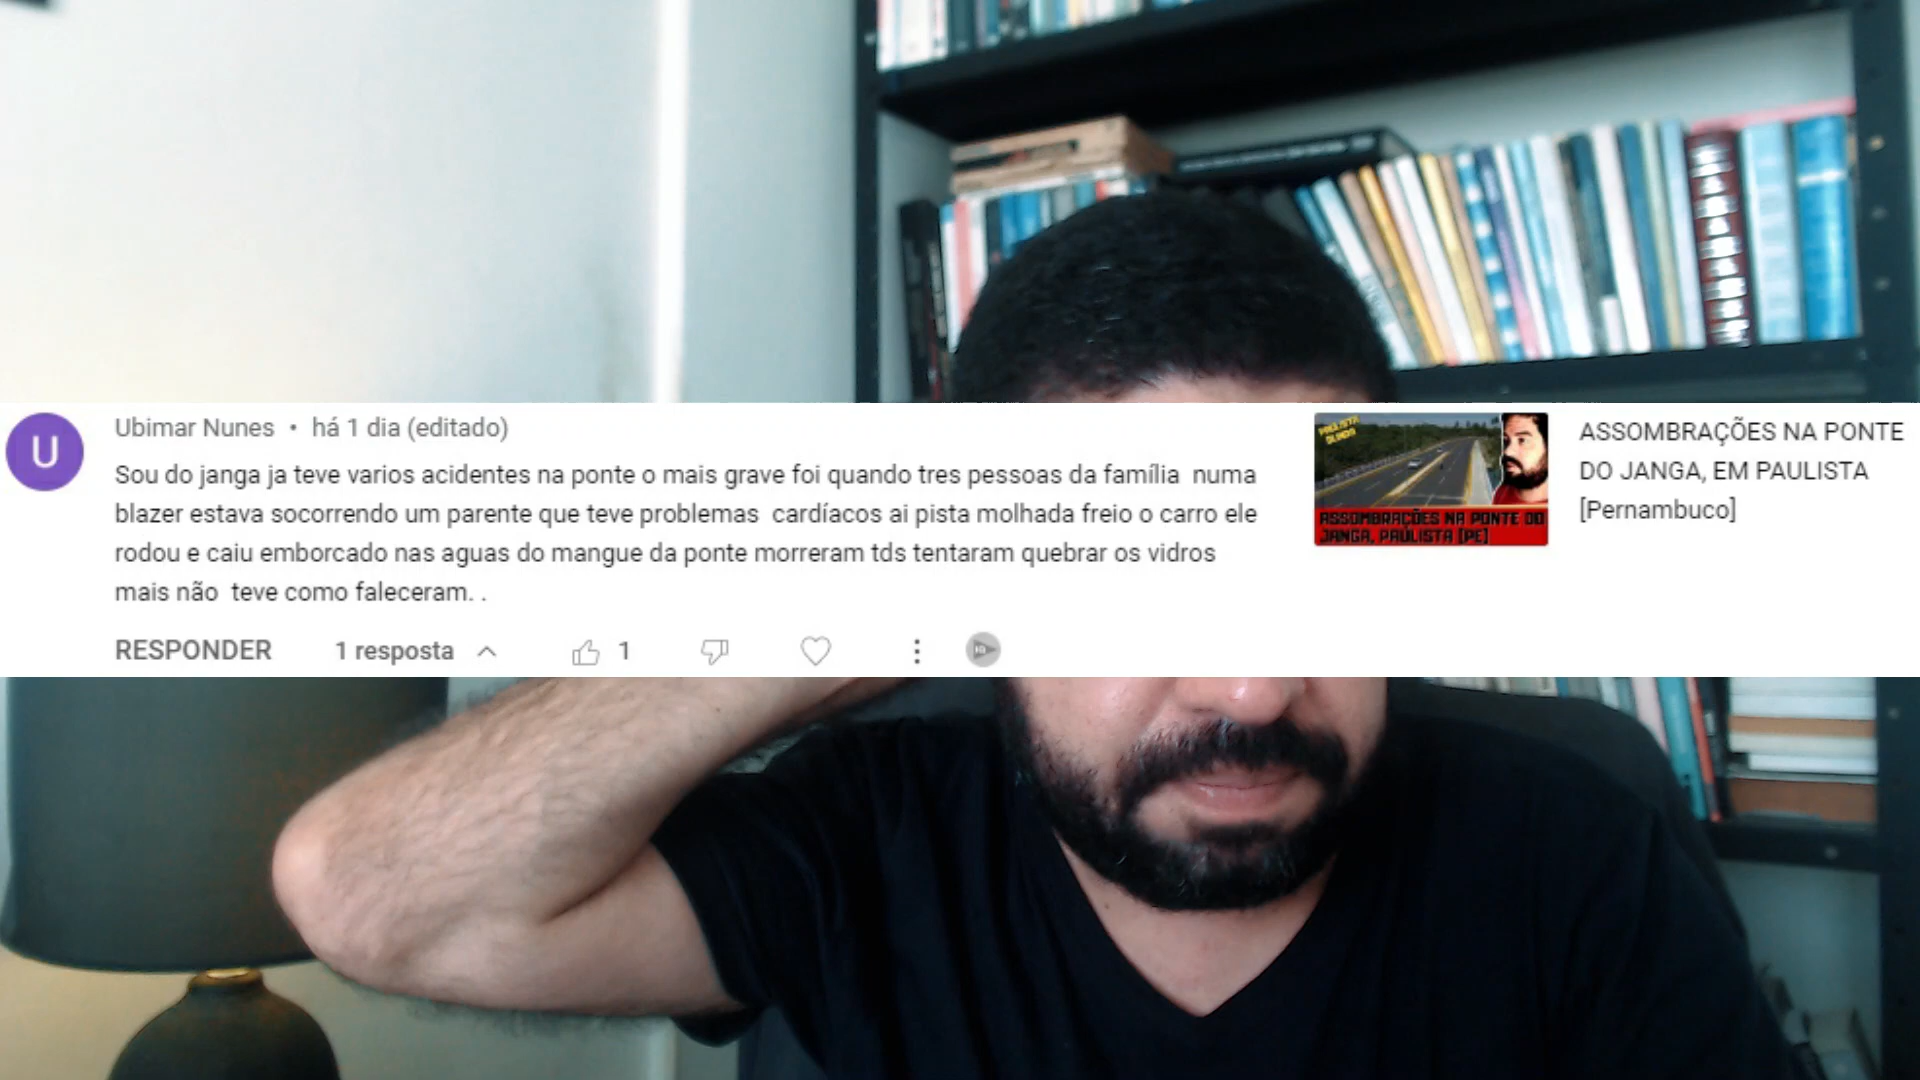 Ubimar Nunes • há 1 dia (editado)
Sou do janga ja teve varios acidentes na ponte o mais grave foi quando tres pessoas da família numa
blazer estava socorrendo um parente que teve problemas cardíacos ai pista molhada freio o carro ele
rodou e caiu emborcado nas aguas do mangue da ponte morreram tds tentaram quebrar os vidros
mais não teve como faleceram. .
RESPONDER 1 resposta 1
PAULISTA
OLINDA
ASSOMBRAÇÕES NA PONTE DO
JANGA, PAULISTA [PE]
ASSOMBRAÇÕES NA PONTE
DO JANGA, EM PAULISTA
[Pernambuco]
U